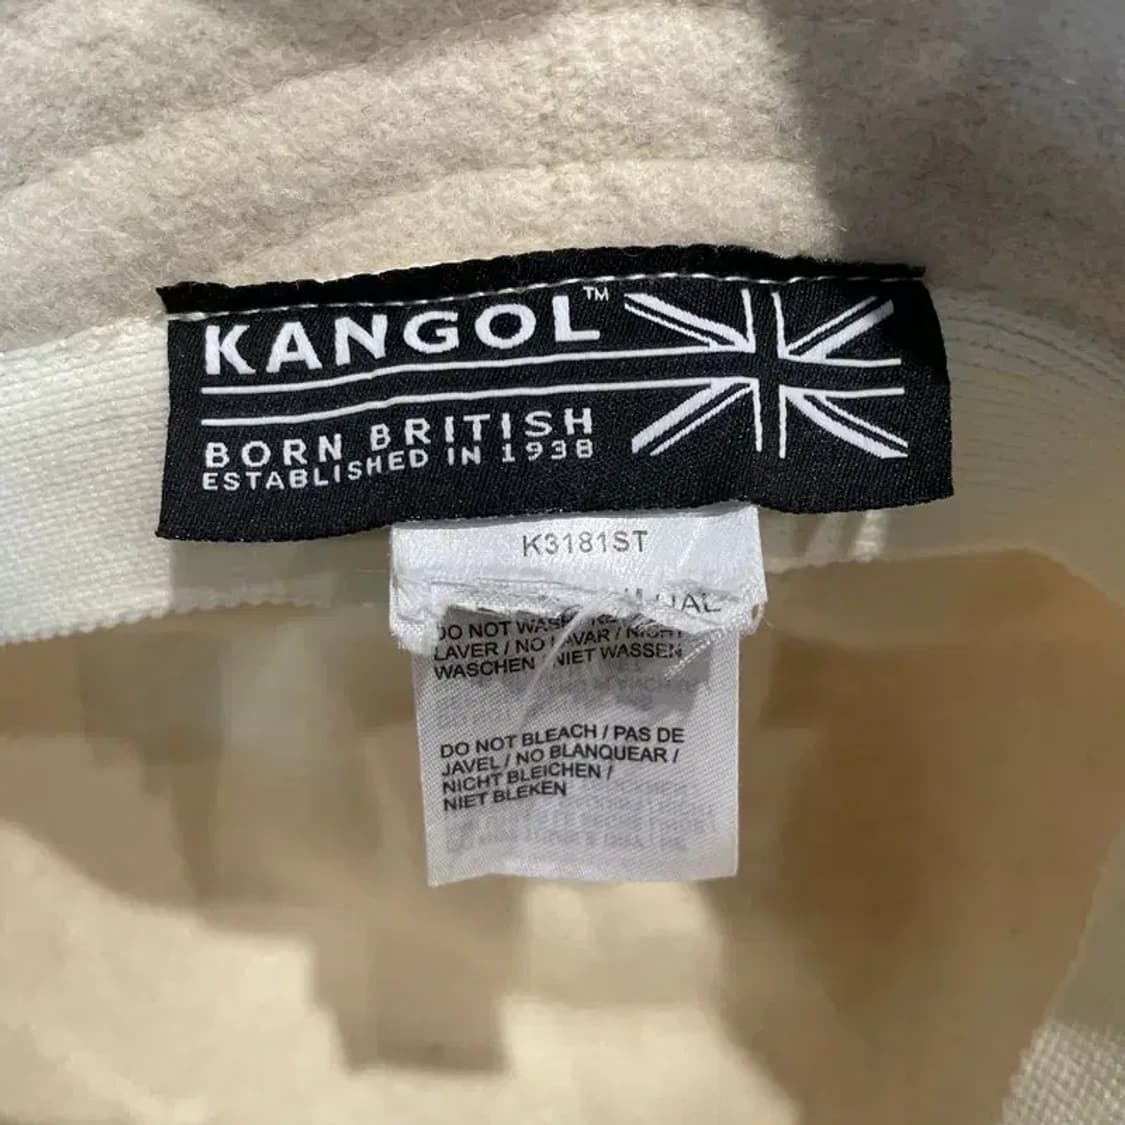 KANGOL™
BORN BRITISH
ESTABLISHED IN 1938
K3181ST
DO NOT WASH
LAVER / NO LAVAR / NICHT
WASCHEN / NIET WASSEN
DO NOT BLEACH / PAS DE
JAVEL / NO BLANQUEAR /
NICHT BLEICHEN /
NIET BLEKEN